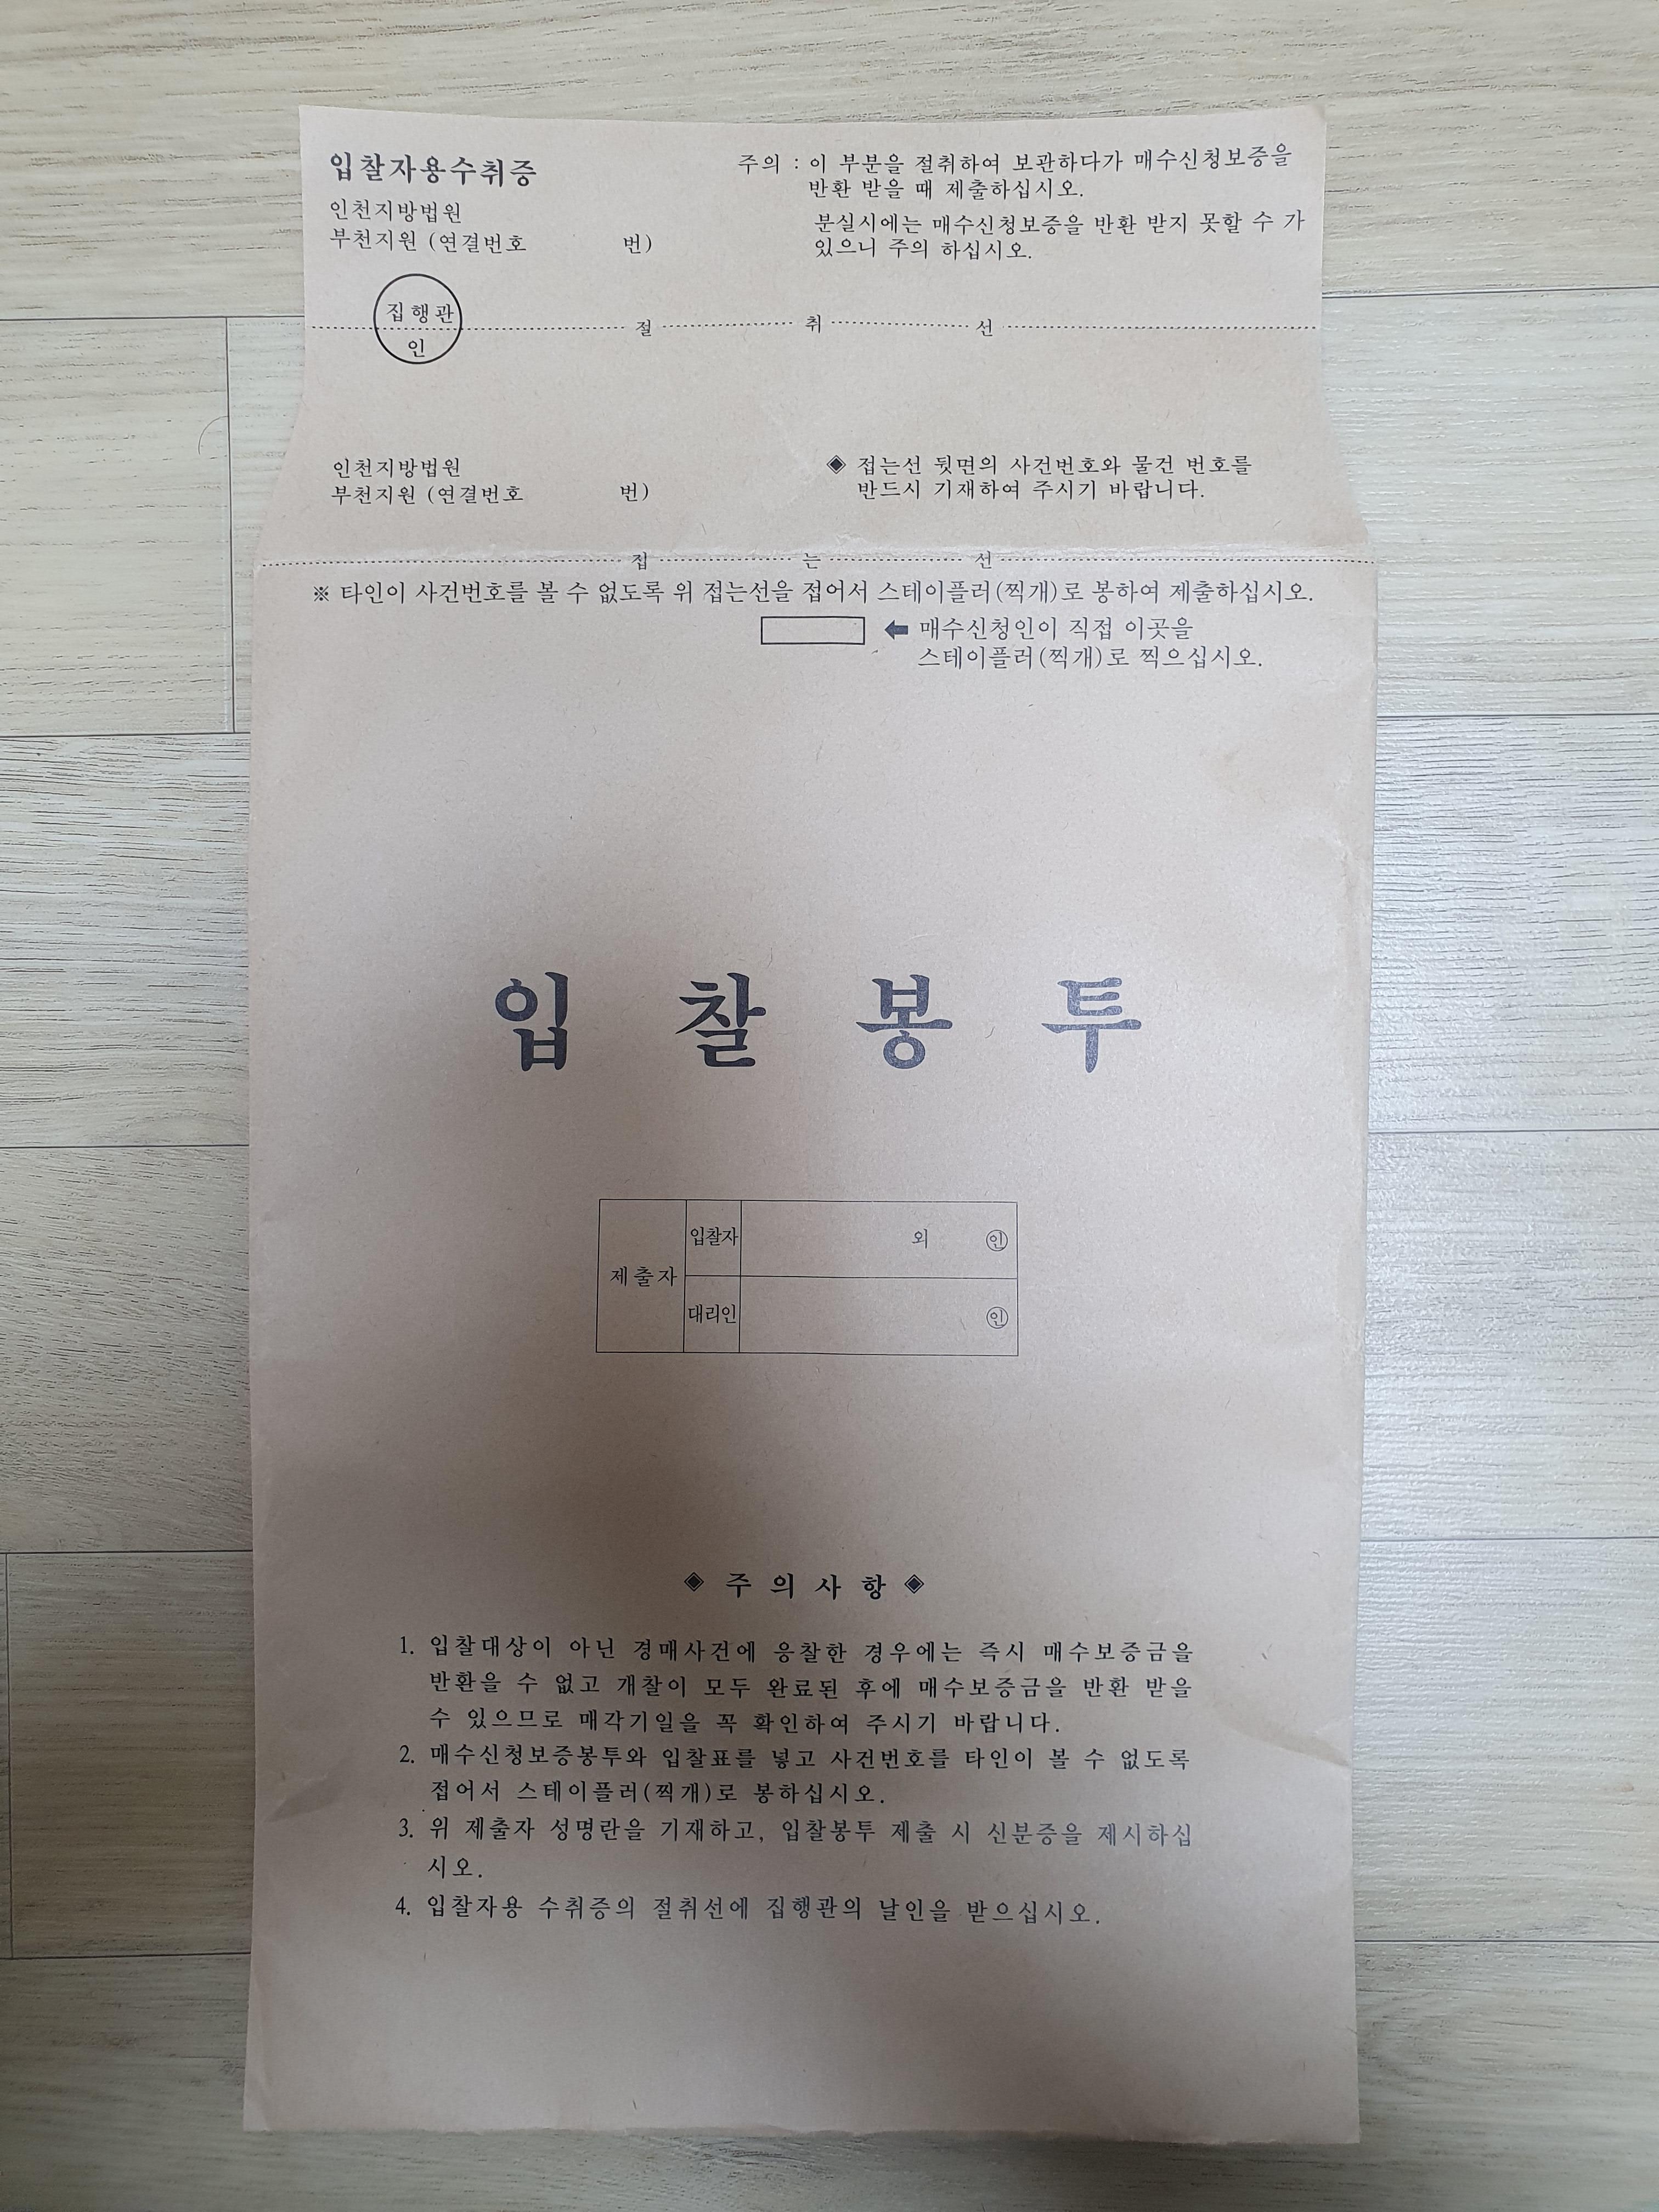 입찰자용수취증
인천지방법원
부천지원 (연결번호 번)
주의 : 이 부분을 절취하여 보관하다가 매수신청보증을
반환 받을 때 제출하십시오.
분실시에는 매수신청보증을 반환 받지 못할 수 가
있으니 주의 하십시오.
집행관
인
절 취 선
인천지방법원
부천지원 (연결번호 번)
◈ 접는선 뒷면의 사건번호와 물건 번호를
반드시 기재하여 주시기 바랍니다.
접 는 선
※ 타인이 사건번호를 볼 수 없도록 위 접는선을 접어서 스테이플러(찍개)로 봉하여 제출하십시오.
← 매수신청인이 직접 이곳을
스테이플러(찍개)로 찍으십시오.
입 찰 봉 투
제출자
입찰자 외 ㊞
대리인 ㊞
◈ 주 의 사 항 ◈
1. 입찰대상이 아닌 경매사건에 응찰한 경우에는 즉시 매수보증금을
반환을 수 없고 개찰이 모두 완료된 후에 매수보증금을 반환 받을
수 있으므로 매각기일을 꼭 확인하여 주시기 바랍니다.
2. 매수신청보증봉투와 입찰표를 넣고 사건번호를 타인이 볼 수 없도록
접어서 스테이플러(찍개)로 봉하십시오.
3. 위 제출자 성명란을 기재하고, 입찰봉투 제출 시 신분증을 제시하십
시오.
4. 입찰자용 수취증의 절취선에 집행관의 날인을 받으십시오.